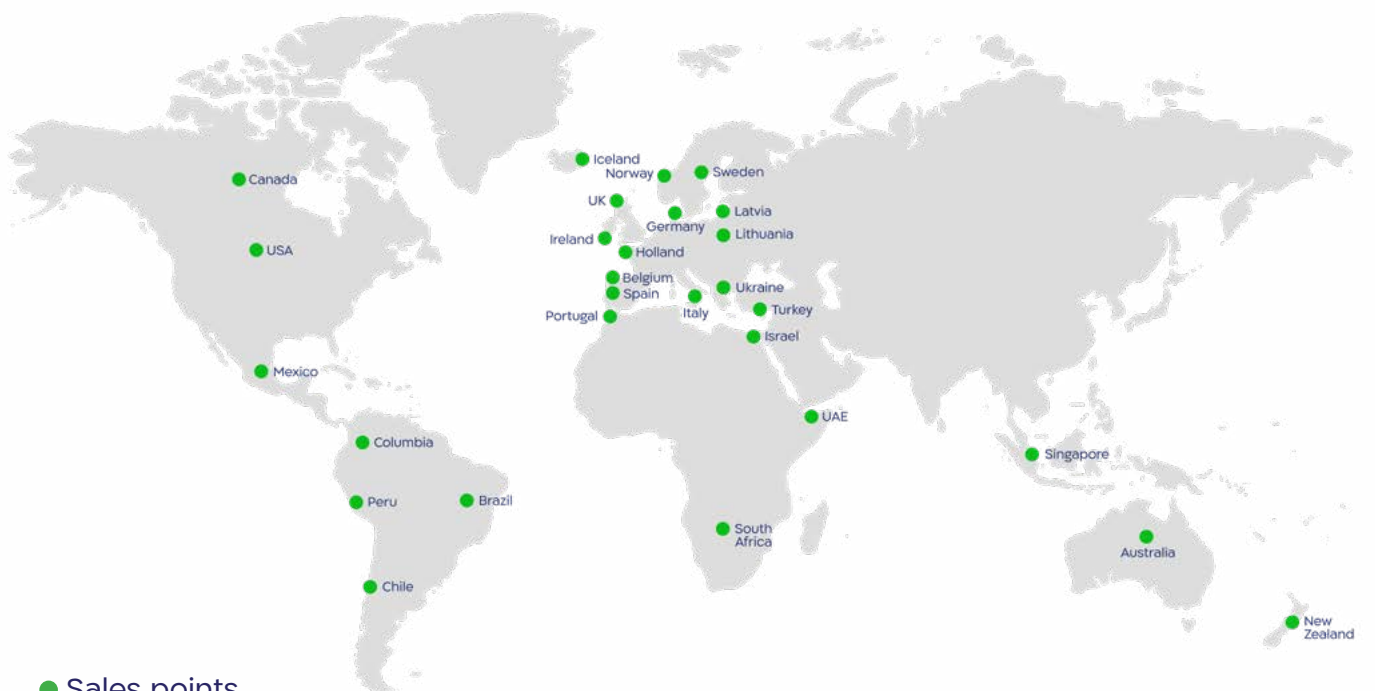 Iceland
Norway
Sweden
Canada
UK
Latvia
Germany
Lithuania
Ireland
USA
Holland
Belgium
Ukraine
Spain
Italy
Turkey
Portugal
Israel
Mexico
UAE
Columbia
Singapore
Peru
Brazil
South
Africa
Australia
Chile
New
Zealand
Sales points